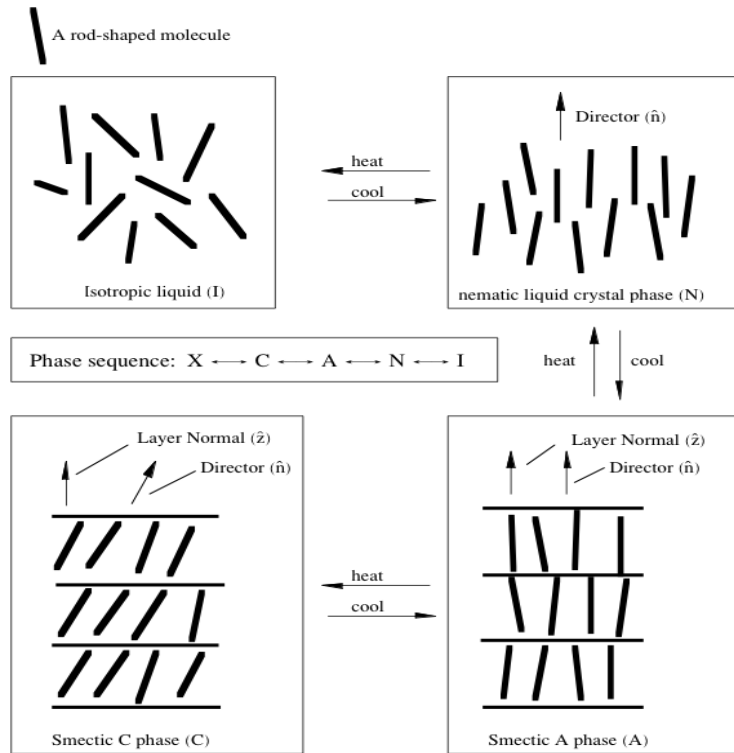 A rod-shaped molecule
Director (n̂)
heat
cool
Isotropic liquid (I)
nematic liquid crystal phase (N)
Phase sequence: X ↔ C ↔ A ↔ N ↔ I
heat
cool
Layer Normal (ẑ)
Director (n̂)
Layer Normal (ẑ)
Director (n̂)
heat
cool
Smectic C phase (C)
Smectic A phase (A)